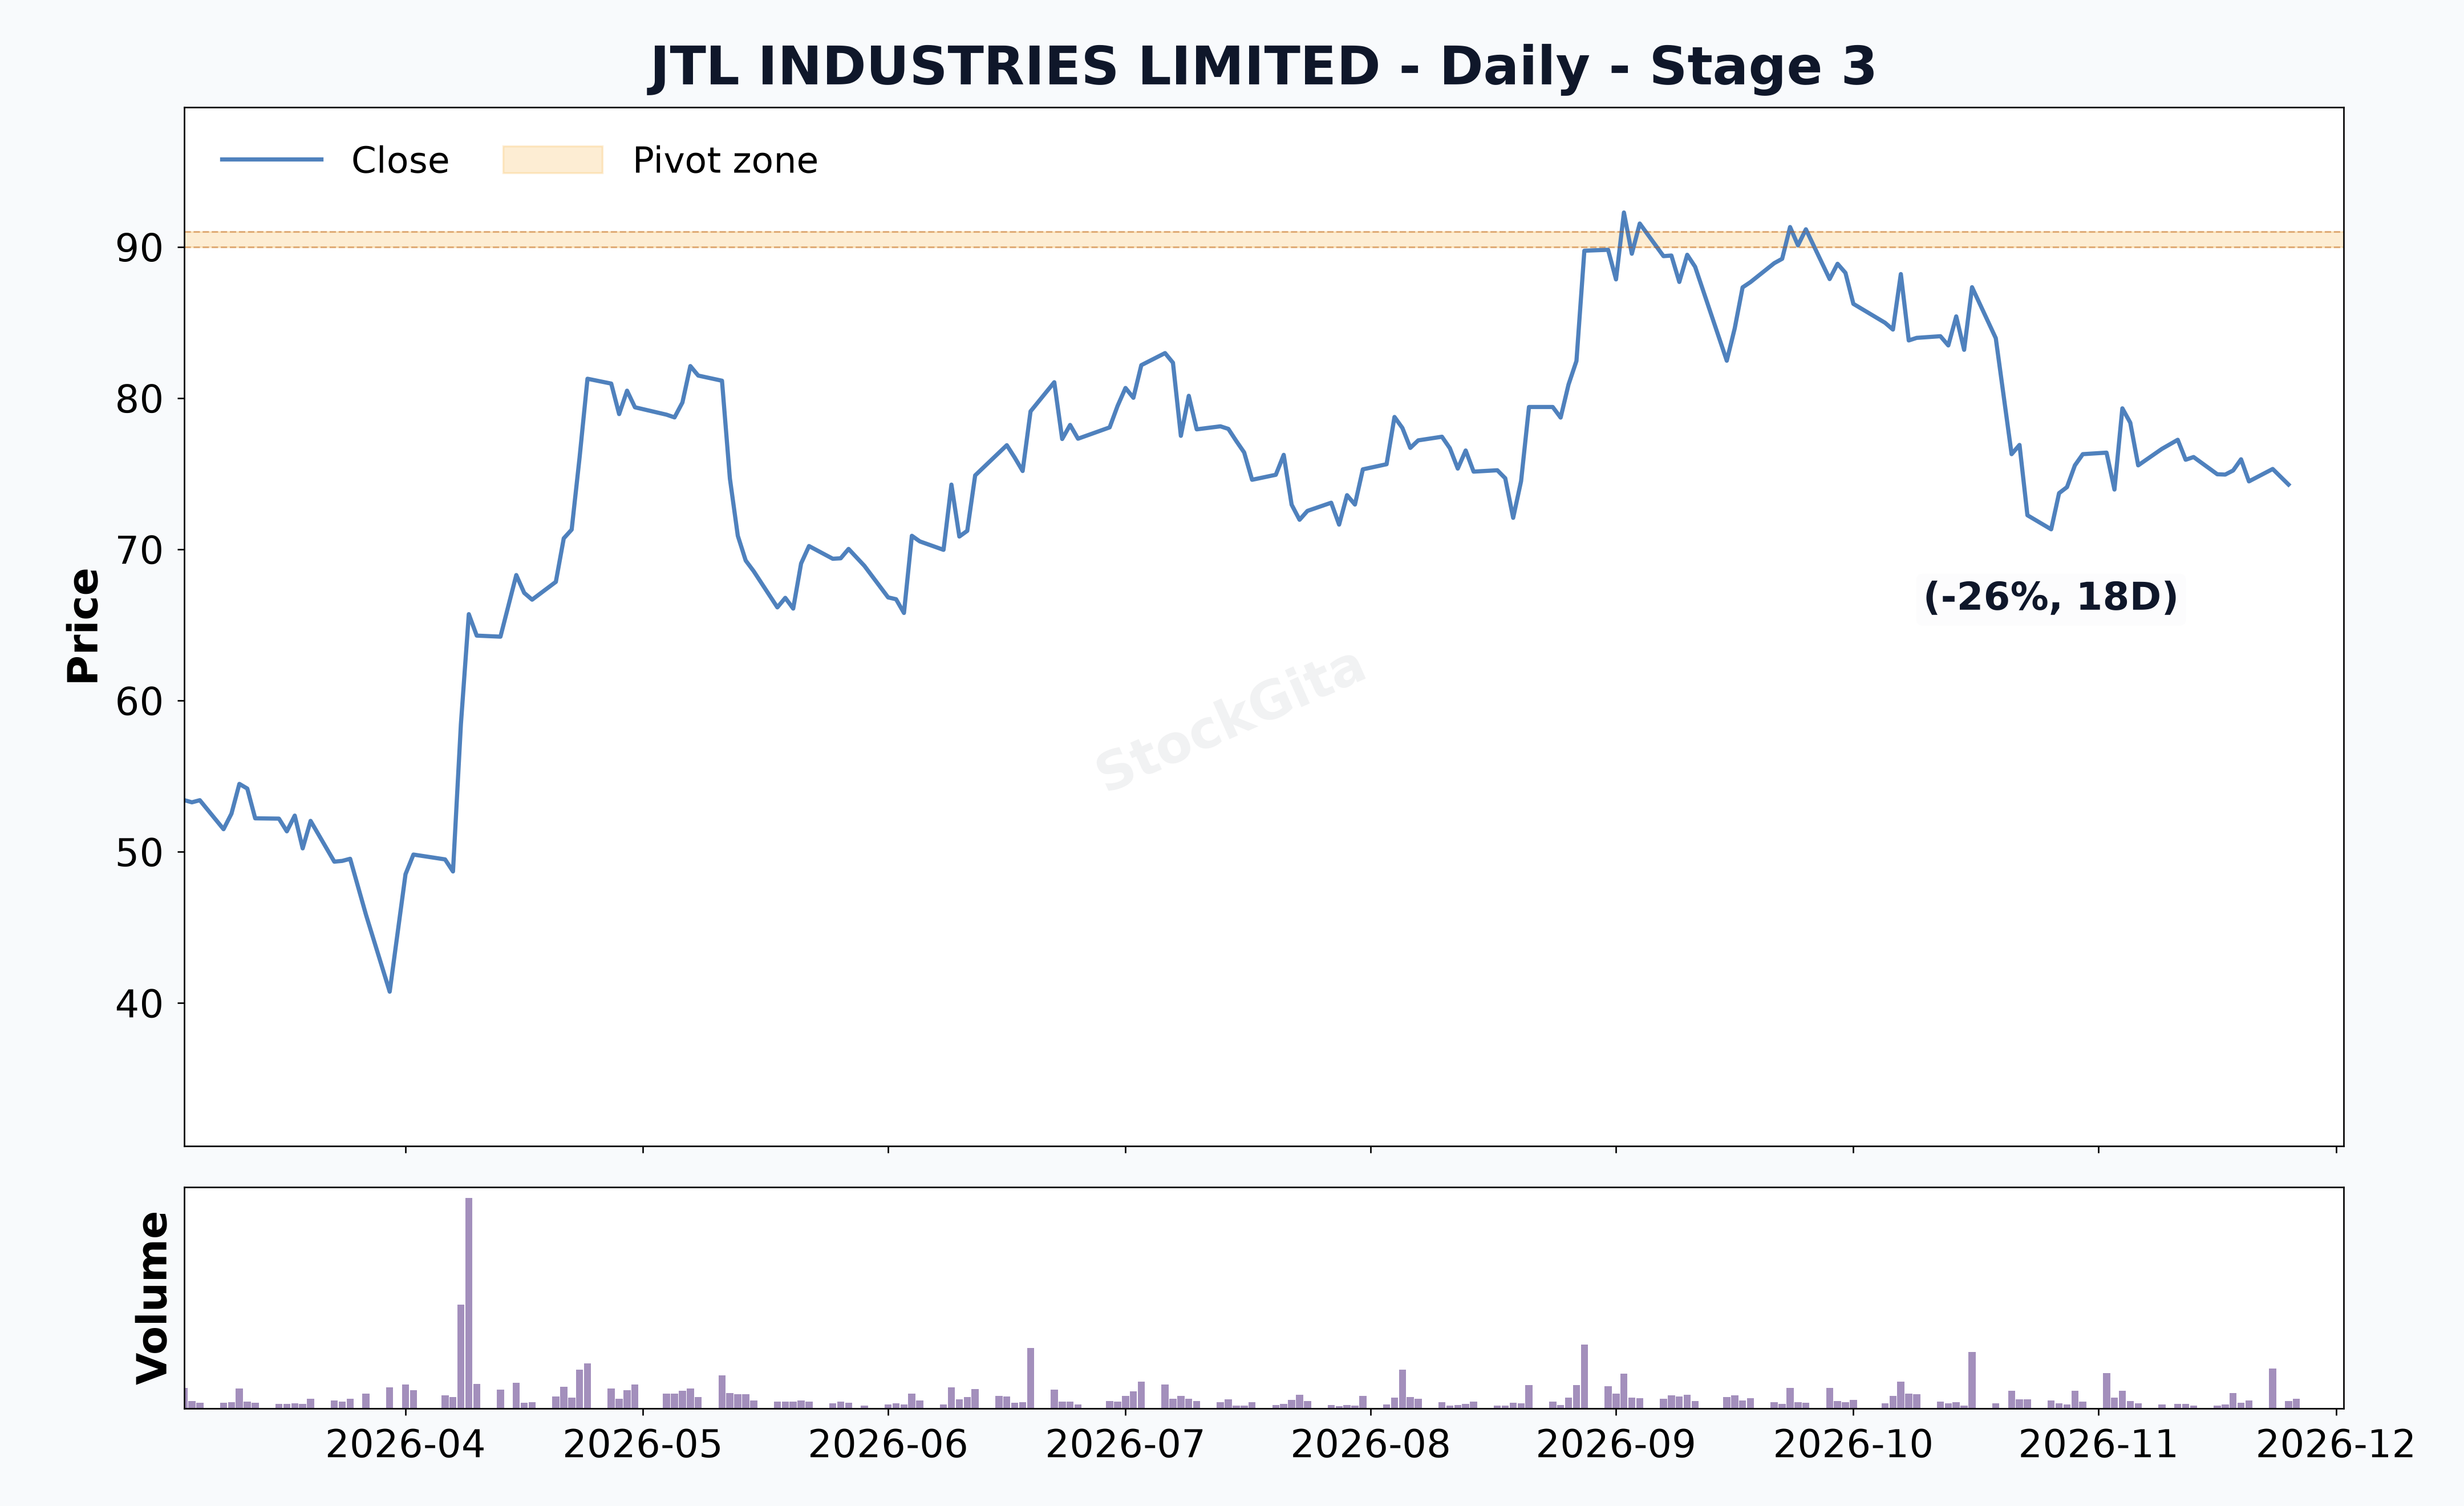 JTL INDUSTRIES LIMITED - Daily - Stage 3
Close
Pivot zone
90
80
70
60
50
40
Price
(-26%, 18D)
StockGita
Volume
2026-04
2026-05
2026-06
2026-07
2026-08
2026-09
2026-10
2026-11
2026-12